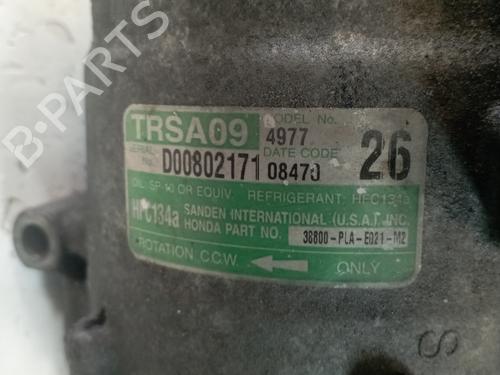 B-PARTS
TRSA09 MODEL No. 4977 26
SERIAL No. D00802171 DATE CODE 08470
OIL: SP-10 OR EQUIV. REFRIGERANT: HFC134a
HFC134a SANDEN INTERNATIONAL (U.S.A.), INC.
HONDA PART NO. 38800-PLA-E021-M2
ROTATION C.C.W. ONLY
S